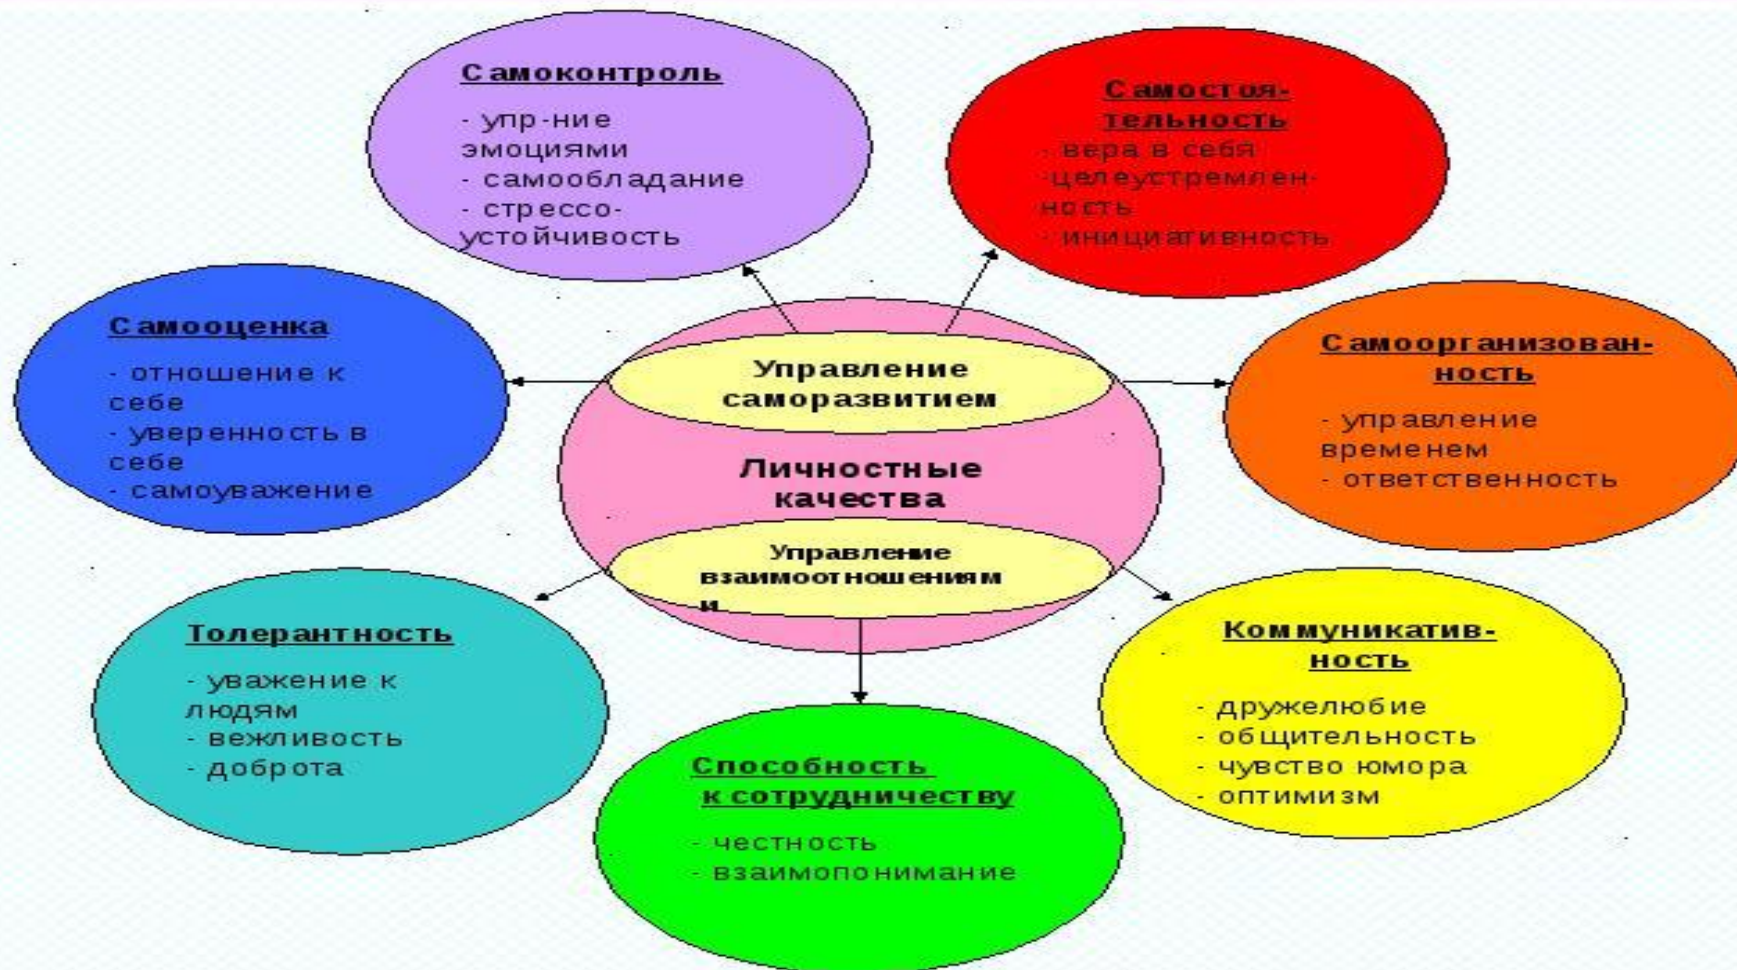 Самоконтроль
- упр-ние
эмоциями
- самообладание
- стрессо-
устойчивость
Самостоя-
тельность
- вера в себя
-целеустремлен-
ность
- инициативность
Самооценка
- отношение к
себе
- уверенность в
себе
- самоуважение
Управление
саморазвитием
Личностные
качества
Управление
взаимоотношениям
и
Самоорганизован-
ность
- управление
временем
- ответственность
Толерантность
- уважение к
людям
- вежливость
- доброта
Способность
к сотрудничеству
- честность
- взаимопонимание
Коммуникатив-
ность
- дружелюбие
- общительность
- чувство юмора
- оптимизм